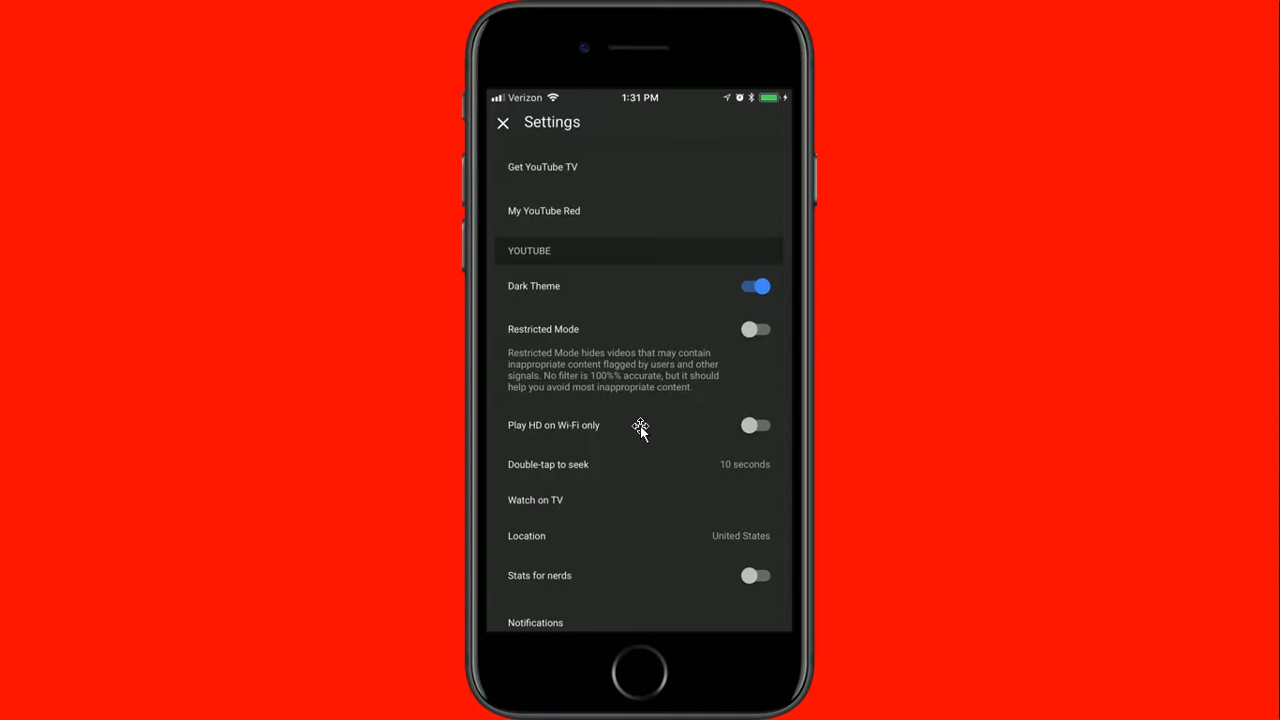 Verizon 1:31 PM
Settings
Get YouTube TV
My YouTube Red
YOUTUBE
Dark Theme
Restricted Mode
Restricted Mode hides videos that may contain
inappropriate content flagged by users and other
signals. No filter is 100%% accurate, but it should
help you avoid most inappropriate content.
Play HD on Wi-Fi only
Double-tap to seek 10 seconds
Watch on TV
Location United States
Stats for nerds
Notifications